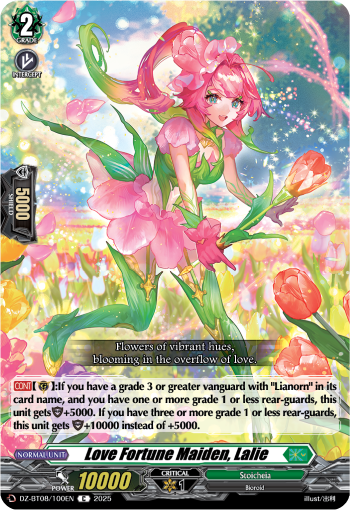 2
GRADE
INTERCEPT
5000
SHIELD
Flowers of vibrant hues,
blooming in the overflow of love.
CONT【 】:If you have a grade 3 or greater vanguard with "Lianorn" in its
card name, and you have one or more grade 1 or less rear-guards, this
unit gets +5000. If you have three or more grade 1 or less rear-guards,
this unit gets +10000 instead of +5000.
NORMAL UNIT
Love Fortune Maiden, Lalie
POWER 10000
CRITICAL
1
Stoicheia
Bioroid
DZ-BT08/100EN C 2025
illust/出利